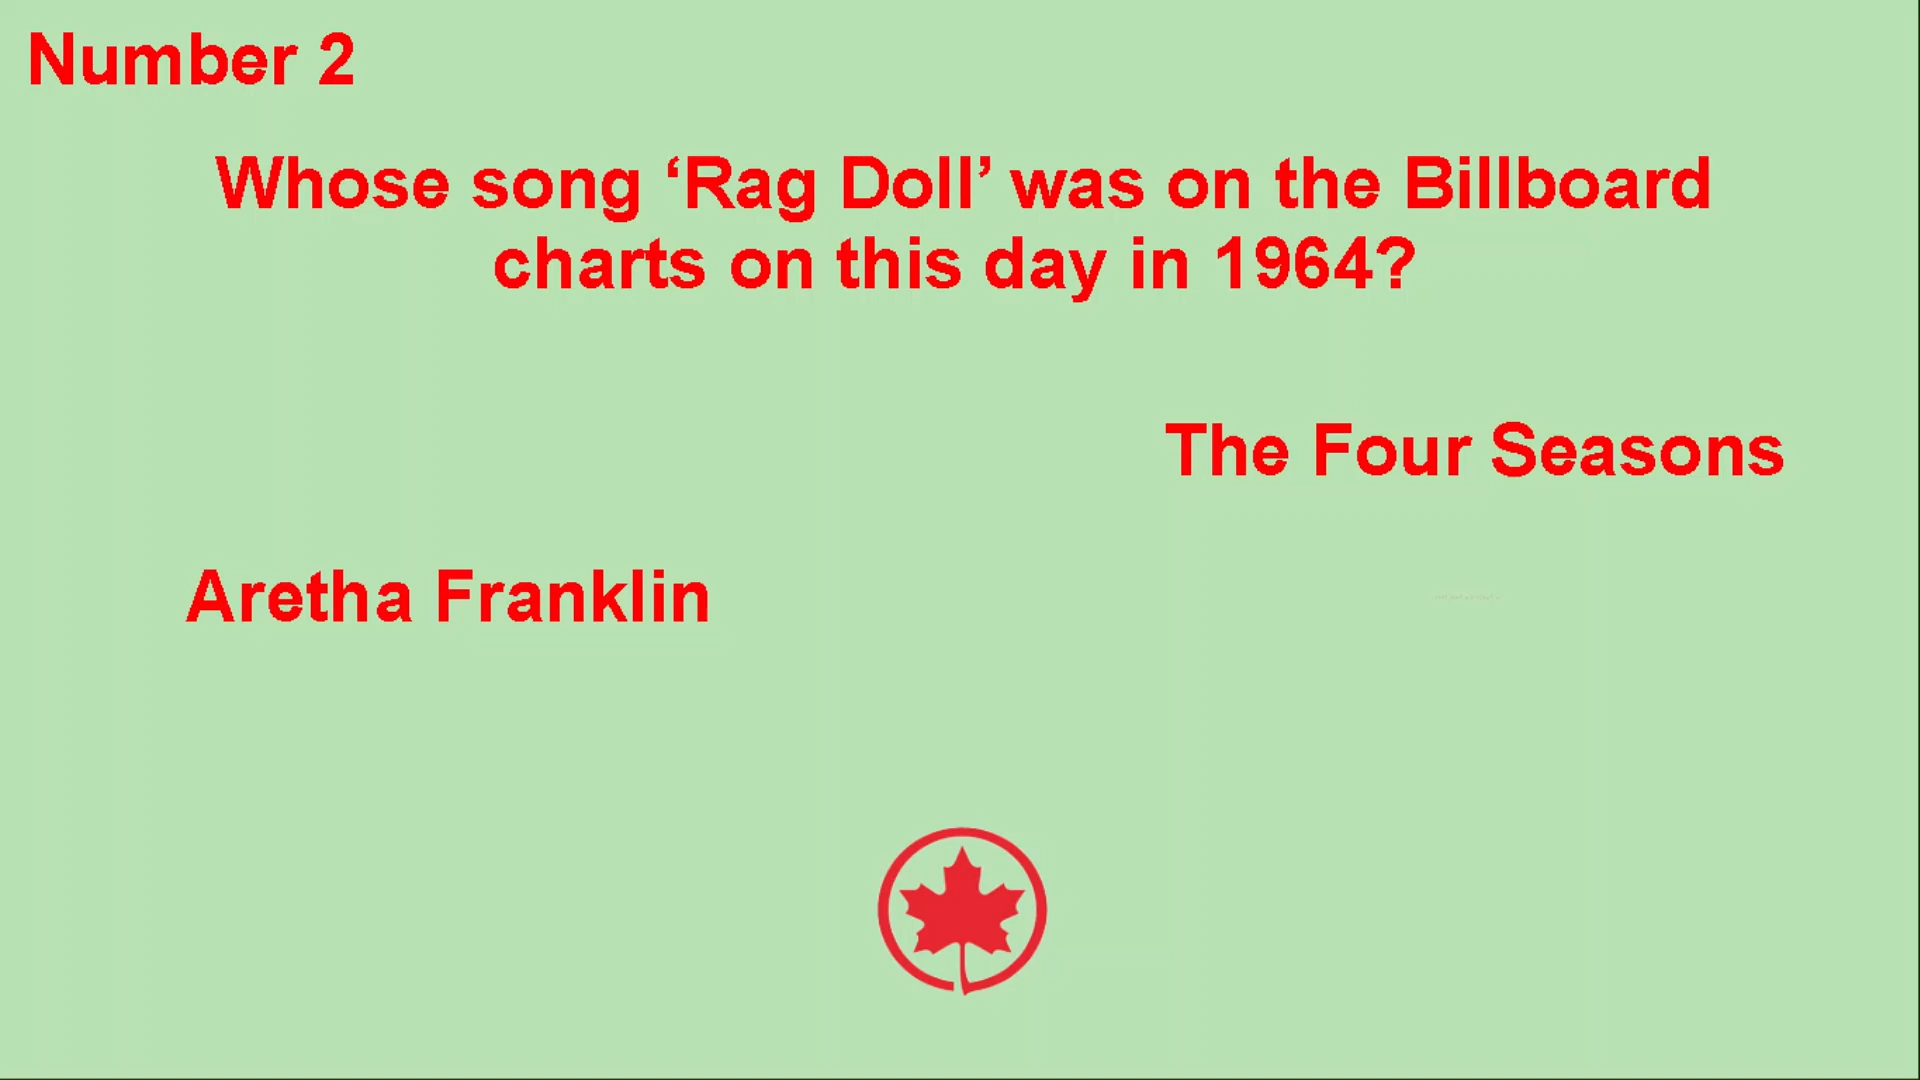 Number 2
Whose song ‘Rag Doll’ was on the Billboard
charts on this day in 1964?
The Four Seasons
Aretha Franklin